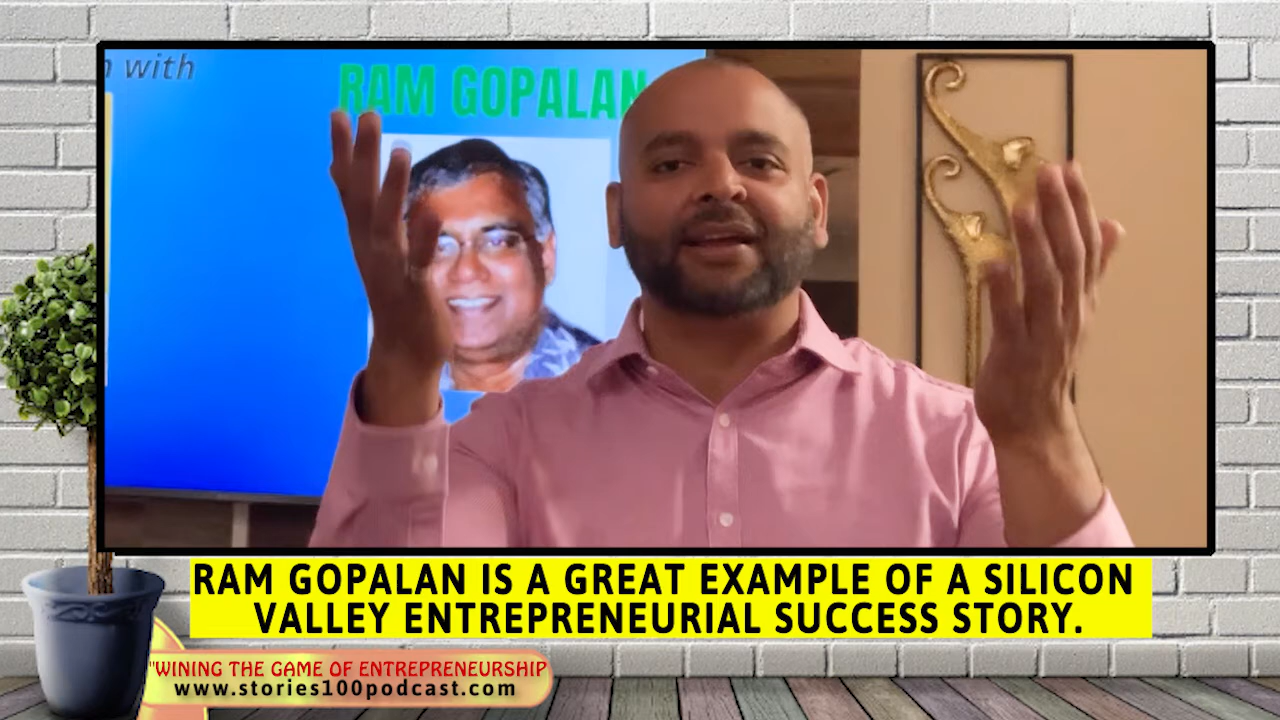 n with
RAM GOPALAN
RAM GOPALAN IS A GREAT EXAMPLE OF A SILICON
VALLEY ENTREPRENEURIAL SUCCESS STORY.
"WINING THE GAME OF ENTREPRENEURSHIP
www.stories100podcast.com